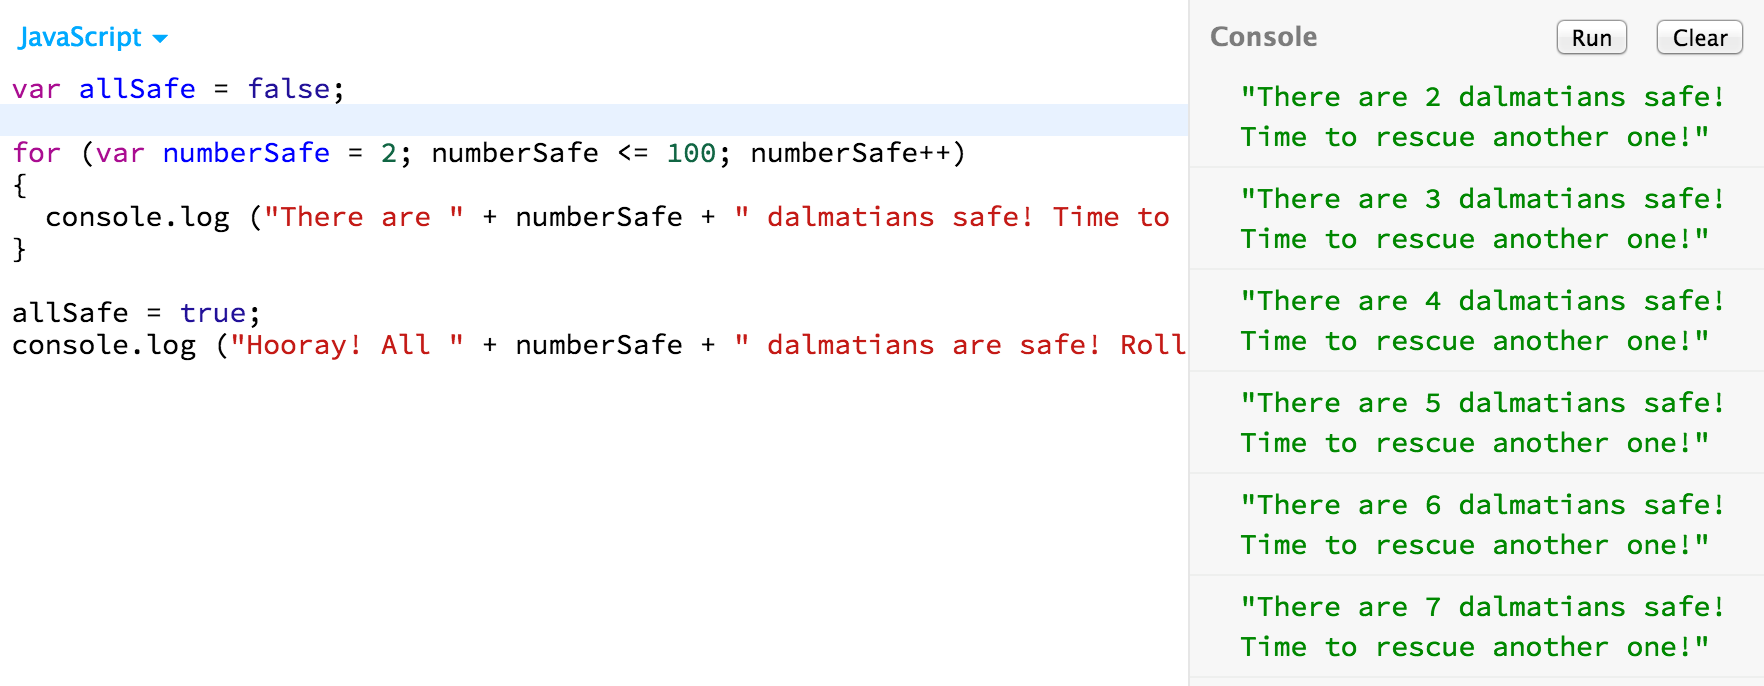 JavaScript
var allSafe = false;
for (var numberSafe = 2; numberSafe <= 100; numberSafe++)
{
  console.log ("There are " + numberSafe + " dalmatians safe! Time to
}
allSafe = true;
console.log ("Hooray! All " + numberSafe + " dalmatians are safe! Roll
Console
Run
Clear
"There are 2 dalmatians safe!
Time to rescue another one!"
"There are 3 dalmatians safe!
Time to rescue another one!"
"There are 4 dalmatians safe!
Time to rescue another one!"
"There are 5 dalmatians safe!
Time to rescue another one!"
"There are 6 dalmatians safe!
Time to rescue another one!"
"There are 7 dalmatians safe!
Time to rescue another one!"